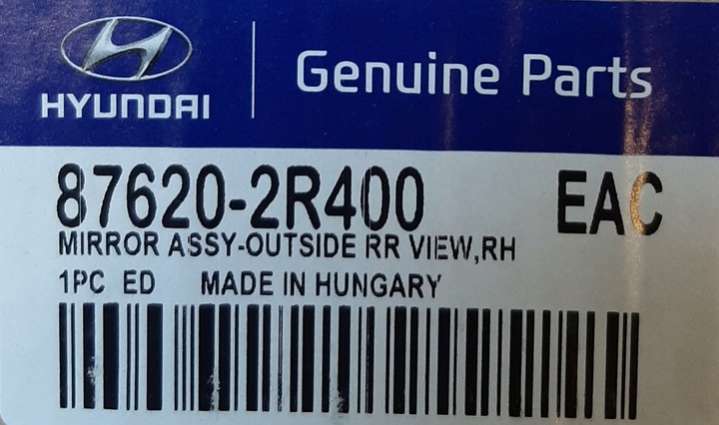 HYUNDAI
Genuine Parts
87620-2R400 EAC
MIRROR ASSY-OUTSIDE RR VIEW,RH
1PC ED MADE IN HUNGARY